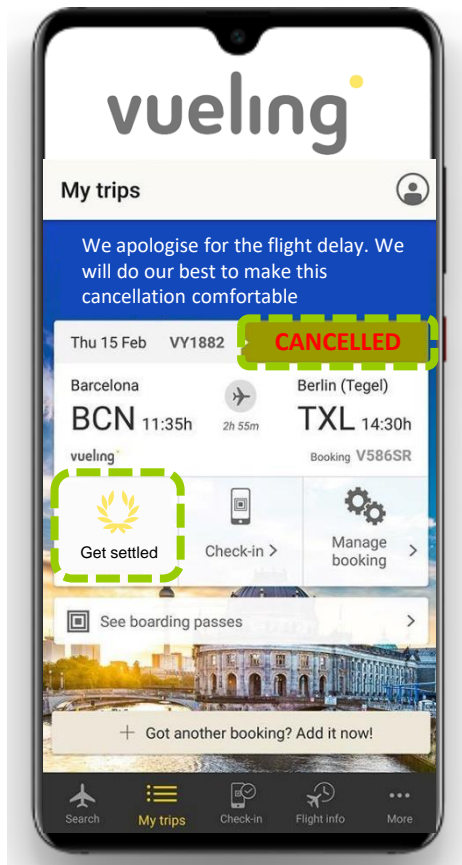 vueling
My trips
We apologise for the flight delay. We
will do our best to make this
cancellation comfortable
Thu 15 Feb VY1882 CANCELLED
Barcelona Berlin (Tegel)
BCN 11:35h 2h 55m TXL 14:30h
vueling Booking V586SR
Get settled
Check-in >
Manage
booking >
See boarding passes >
+ Got another booking? Add it now!
Search My trips Check-in Flight info More